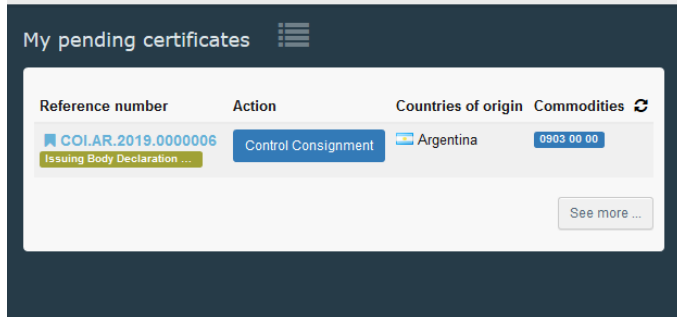 My pending certificates
Reference number Action Countries of origin Commodities
COI.AR.2019.0000006 Control Consignment Argentina 0903 00 00
Issuing Body Declaration ...
See more ...